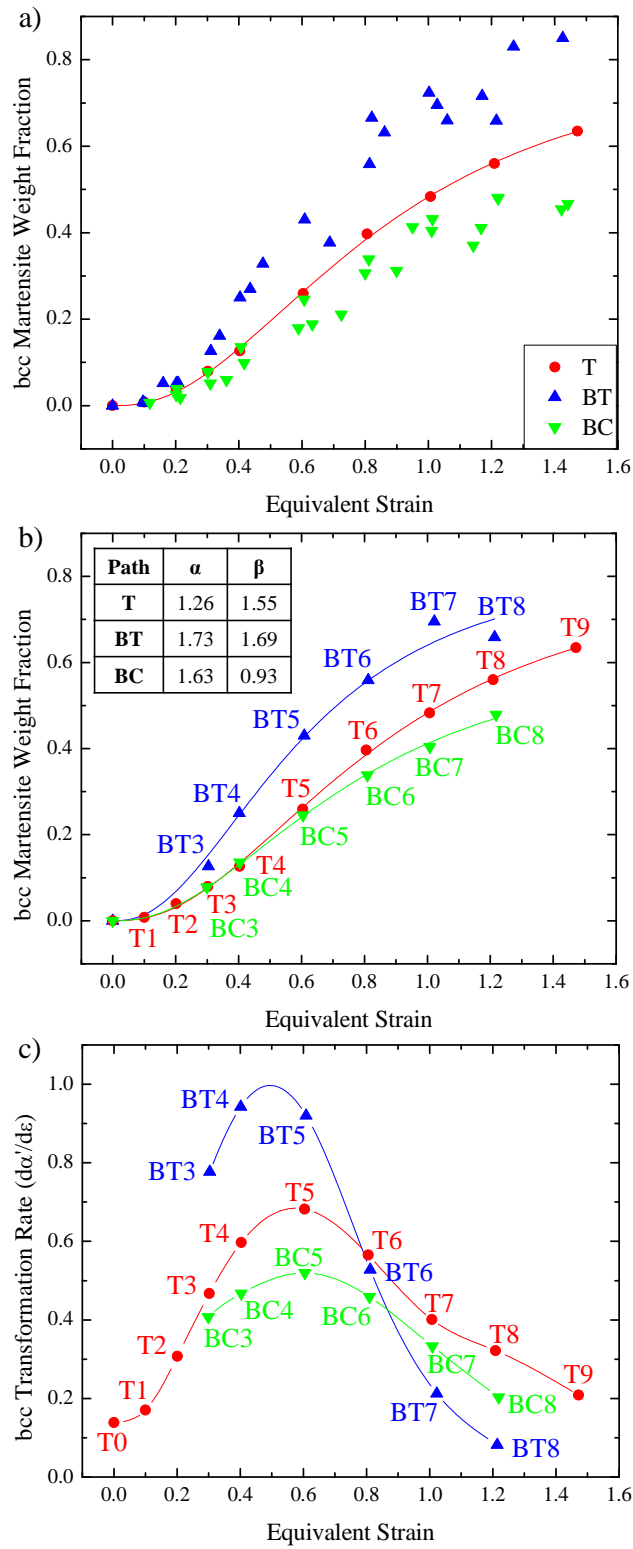 a)
0.8
0.6
0.4
0.2
0.0
bcc Martensite Weight Fraction
T
BT
BC
0.0 0.2 0.4 0.6 0.8 1.0 1.2 1.4 1.6
Equivalent Strain
b)
0.8
0.6
0.4
0.2
0.0
bcc Martensite Weight Fraction
Path α β
T 1.26 1.55
BT 1.73 1.69
BC 1.63 0.93
BT7
BT8
T9
BT6
T8
BT5
T7
T6
BC8
BT4
T5
BC7
BC6
BT3
BC5
T4
BC4
T3
T1
T2
BC3
0.0 0.2 0.4 0.6 0.8 1.0 1.2 1.4 1.6
Equivalent Strain
c)
1.0
0.8
0.6
0.4
0.2
0.0
bcc Transformation Rate (dα'/dε)
BT4
BT5
BT3
T5
T4
T6
BC5
BT6
T3
BC4
BC6
T7
BC3
T2
T8
BC7
T1
T9
BC8
BT7
T0
BT8
0.0 0.2 0.4 0.6 0.8 1.0 1.2 1.4 1.6
Equivalent Strain